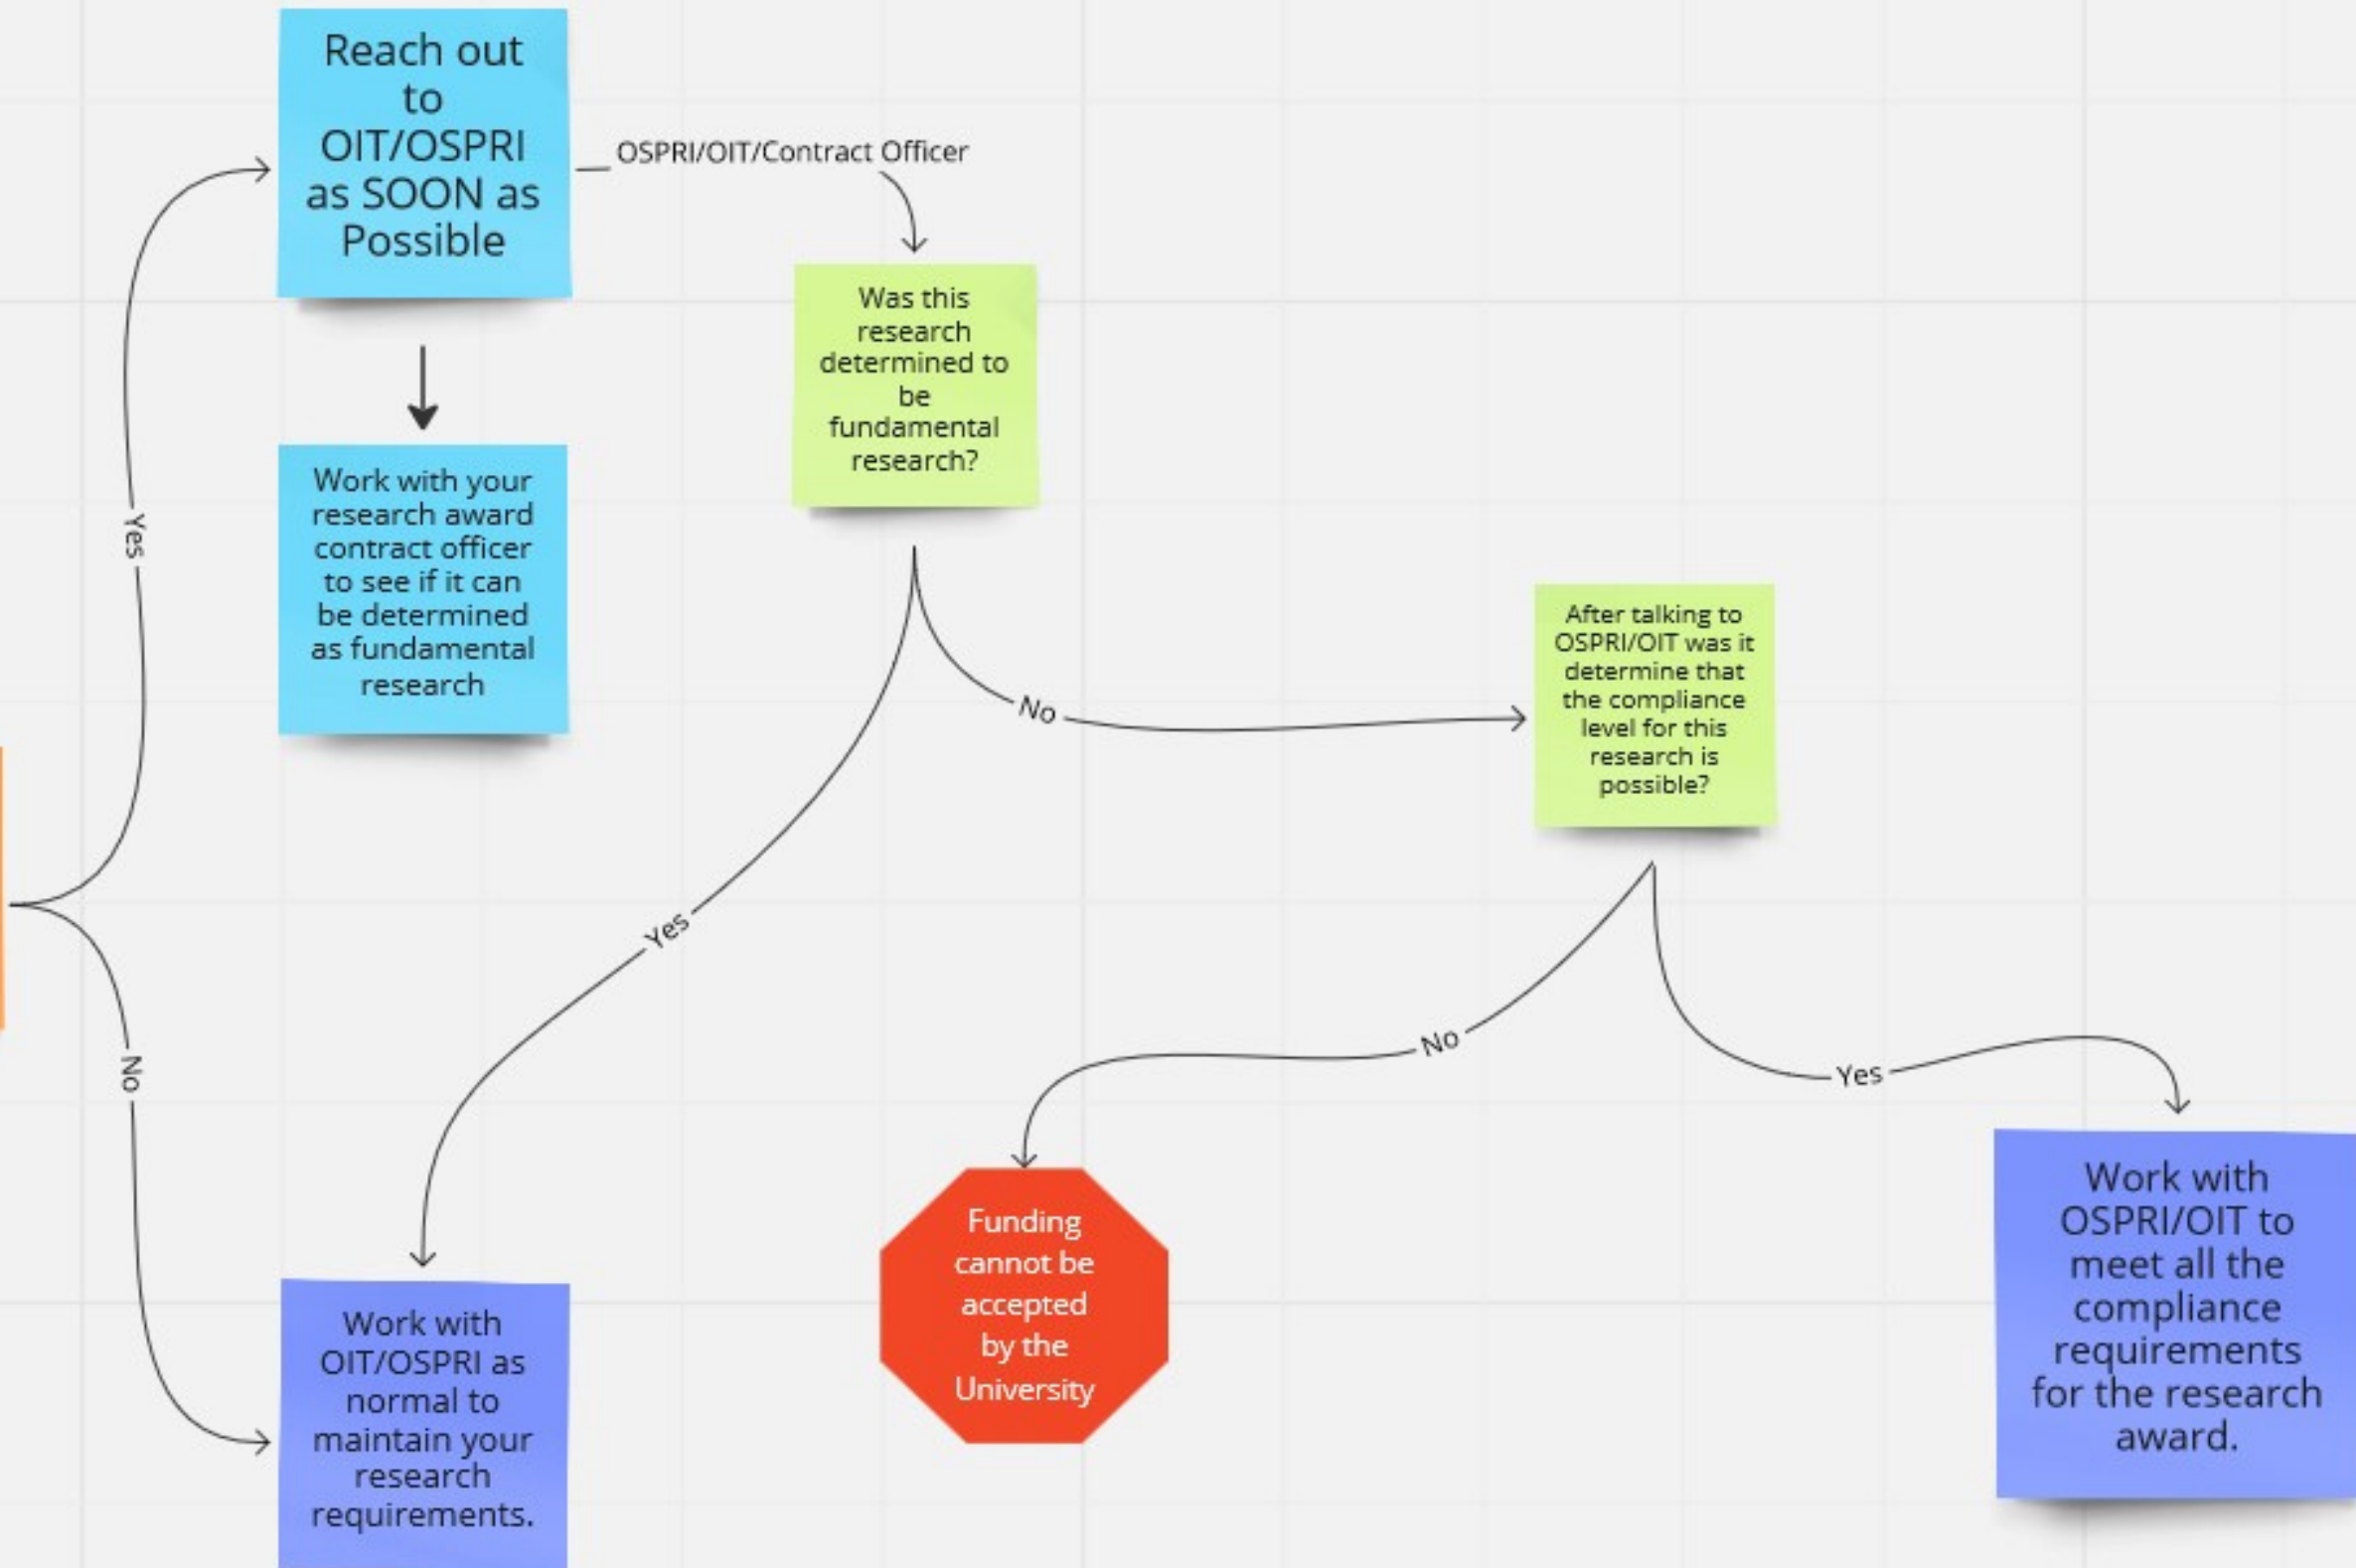 Reach out
to
OIT/OSPRI
as SOON as
Possible
OSPRI/OIT/Contract Officer
Was this
research
determined to
be
fundamental
research?
Work with your
research award
contract officer
to see if it can
be determined
as fundamental
research
Yes
After talking to
OSPRI/OIT was it
determine that
the compliance
level for this
research is
possible?
No
Yes
No
No
Yes
Work with
OSPRI/OIT to
meet all the
compliance
requirements
for the research
award.
Funding
cannot be
accepted
by the
University
Work with
OIT/OSPRI as
normal to
maintain your
research
requirements.